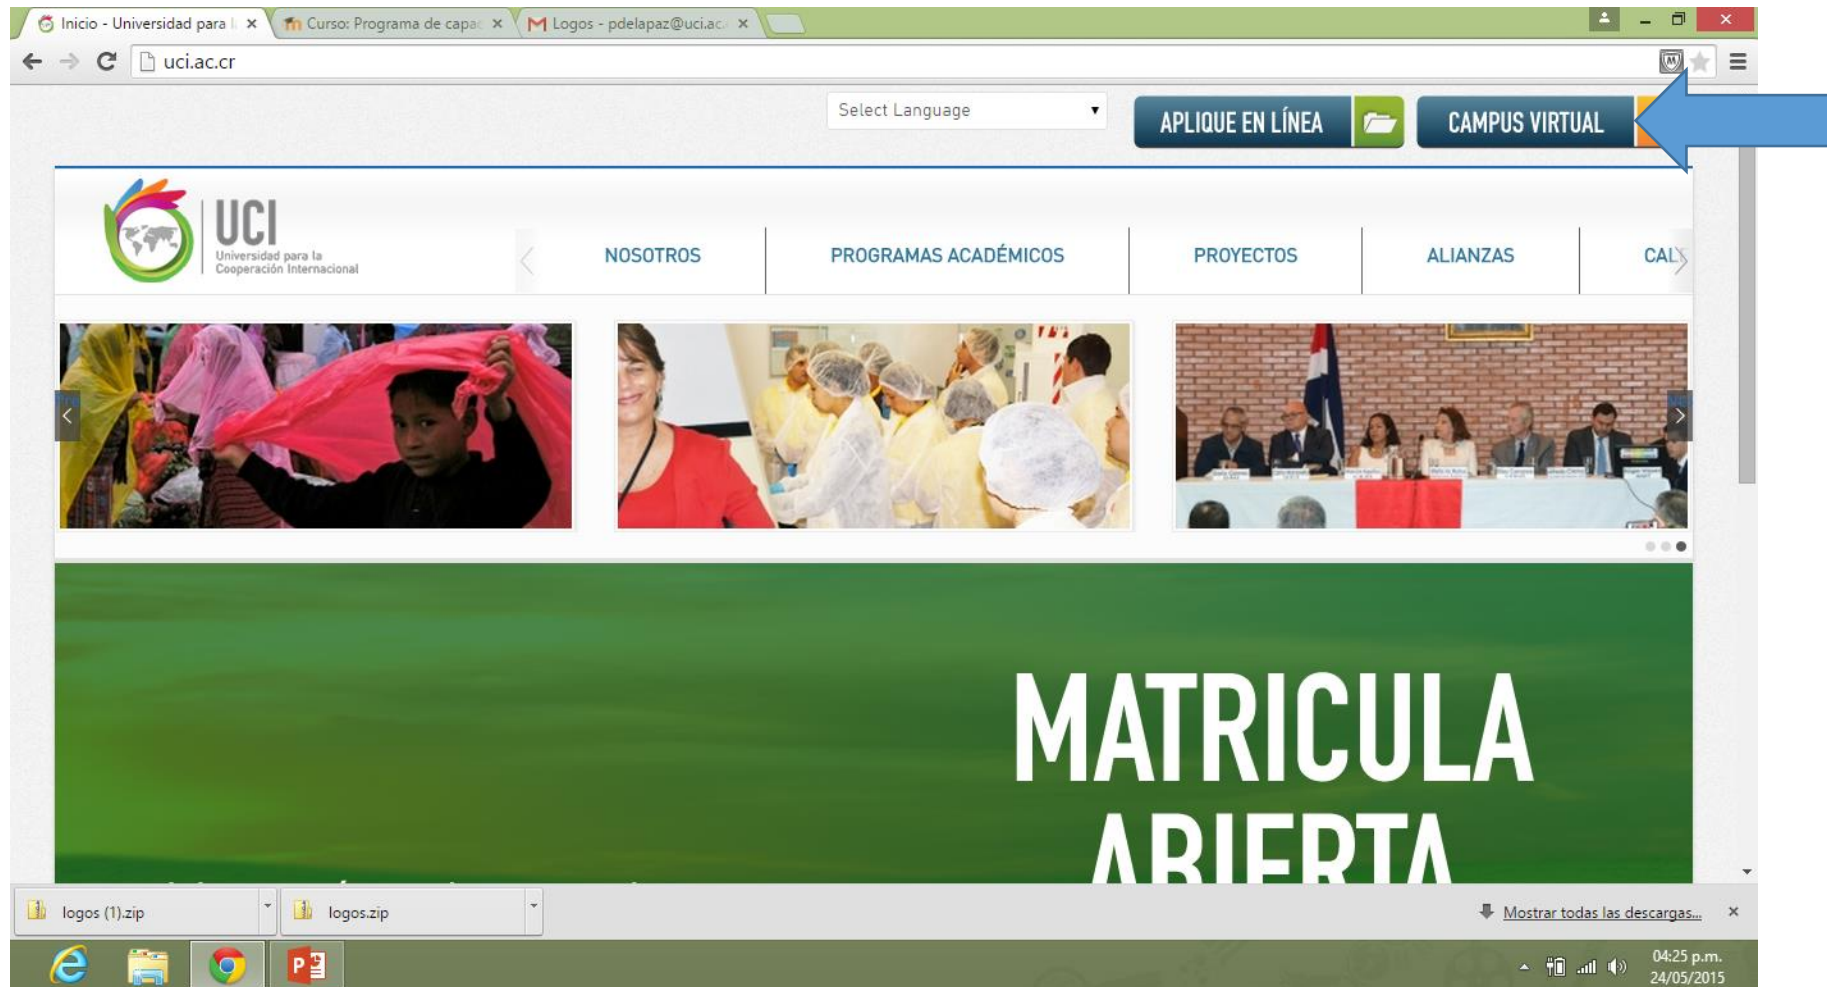 Inicio - Universidad para l
Curso: Programa de capac
Logos - pdelapaz@uci.ac.
uci.ac.cr
Select Language
APLIQUE EN LÍNEA
CAMPUS VIRTUAL
UCI
Universidad para la
Cooperación Internacional
NOSOTROS
PROGRAMAS ACADÉMICOS
PROYECTOS
ALIANZAS
MATRICULA
ABIERTA
logos (1).zip
logos.zip
Mostrar todas las descargas...
04:25 p.m.
24/05/2015